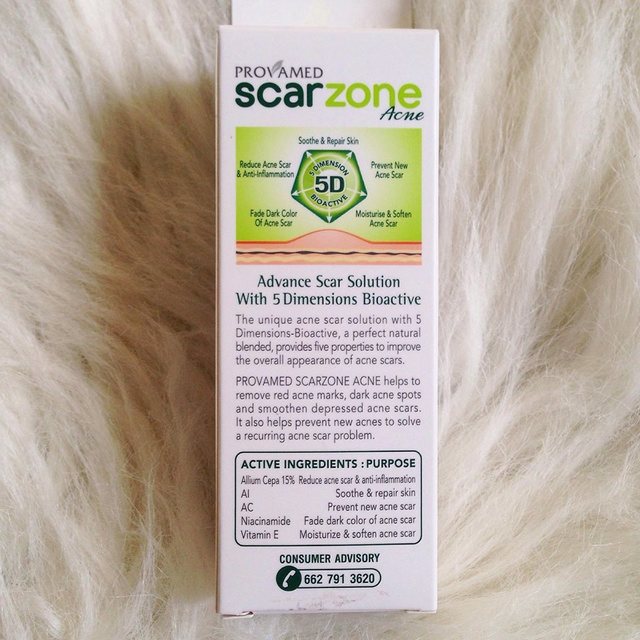 PROVAMED
scarzone
Acne
Soothe & Repair Skin
Reduce Acne Scar
& Anti-Inflammation
Prevent New
Acne Scar
5 DIMENSION
5D
BIOACTIVE
Fade Dark Color
Of Acne Scar
Moisturise & Soften
Acne Scar
Advance Scar Solution
With 5 Dimensions Bioactive
The unique acne scar solution with 5
Dimensions-Bioactive, a perfect natural
blended, provides five properties to improve
the overall appearance of acne scars.
PROVAMED SCARZONE ACNE helps to
remove red acne marks, dark acne spots
and smoothen depressed acne scars.
It also helps prevent new acnes to solve
a recurring acne scar problem.
ACTIVE INGREDIENTS : PURPOSE
Allium Cepa 15% Reduce acne scar & anti-inflammation
AI Soothe & repair skin
AC Prevent new acne scar
Niacinamide Fade dark color of acne scar
Vitamin E Moisturize & soften acne scar
CONSUMER ADVISORY
662 791 3620